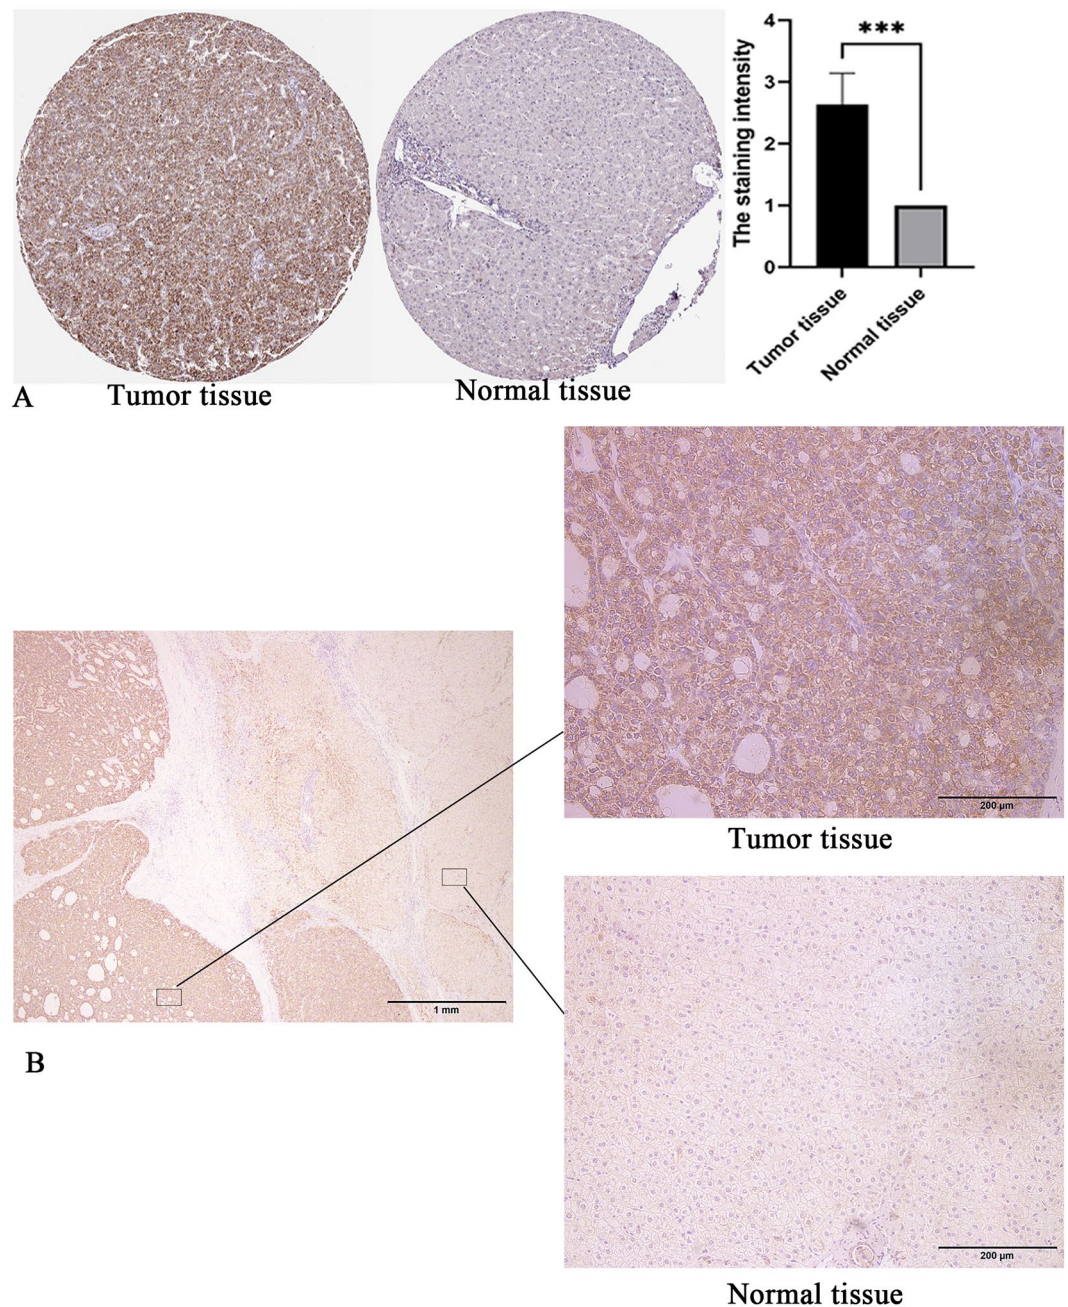 4
***
3
The staining intensity
2
1
0
Tumor tissue
Normal tissue
Tumor tissue
Normal tissue
A
200 μm
Tumor tissue
1 mm
B
200 μm
Normal tissue